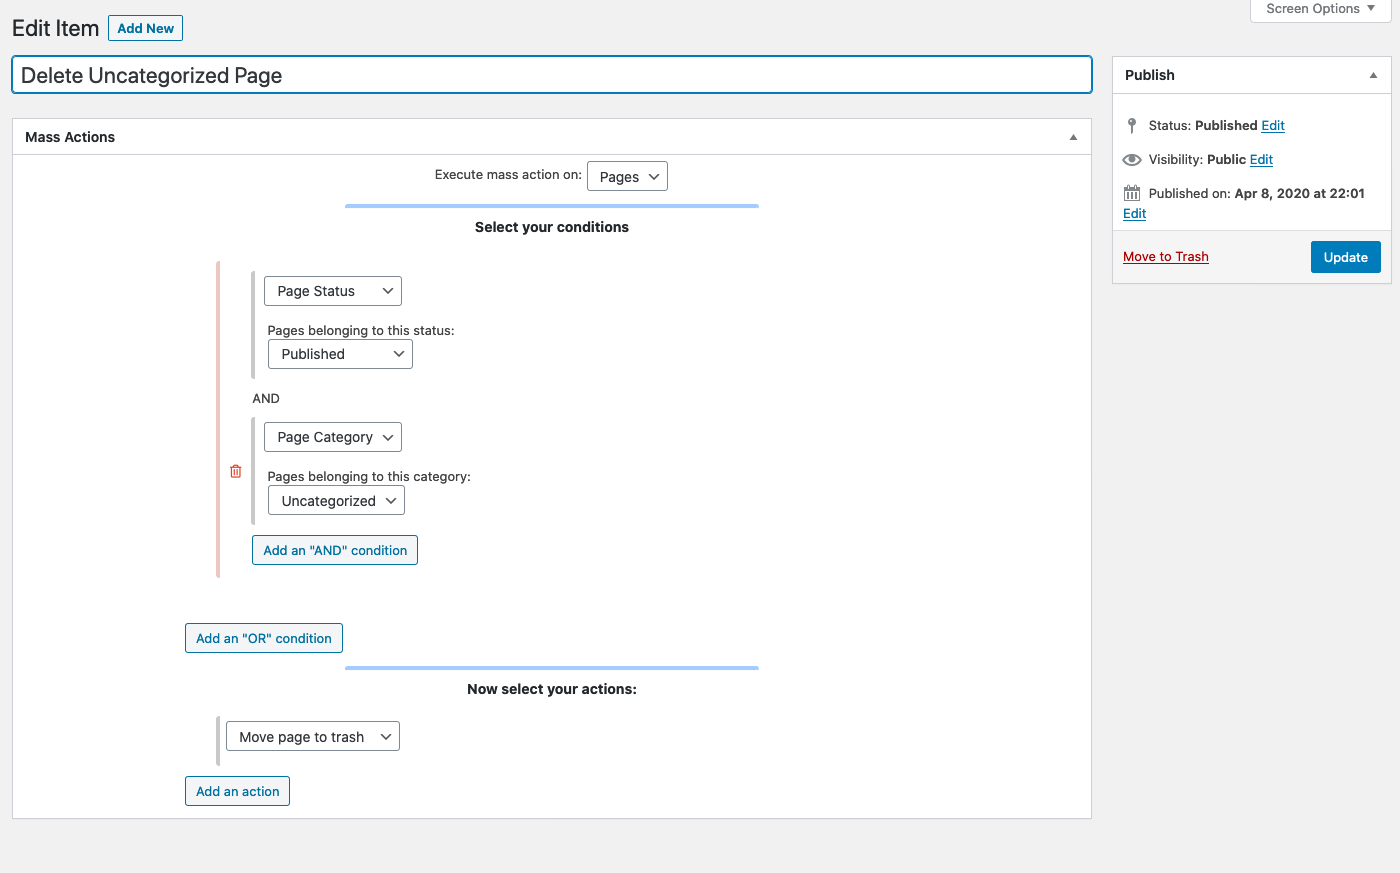 Screen Options
Edit Item Add New
Delete Uncategorized Page
Mass Actions
Execute mass action on: Pages
Select your conditions
Page Status
Pages belonging to this status:
Published
AND
Page Category
Pages belonging to this category:
Uncategorized
Add an "AND" condition
Add an "OR" condition
Now select your actions:
Move page to trash
Add an action
Publish
Status: Published Edit
Visibility: Public Edit
Published on: Apr 8, 2020 at 22:01
Edit
Move to Trash Update